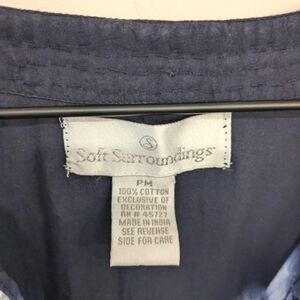 S
Soft Surroundings
PM
100% COTTON
EXCLUSIVE OF
DECORATION
RN # 45727
MADE IN INDIA
SEE REVERSE
SIDE FOR CARE